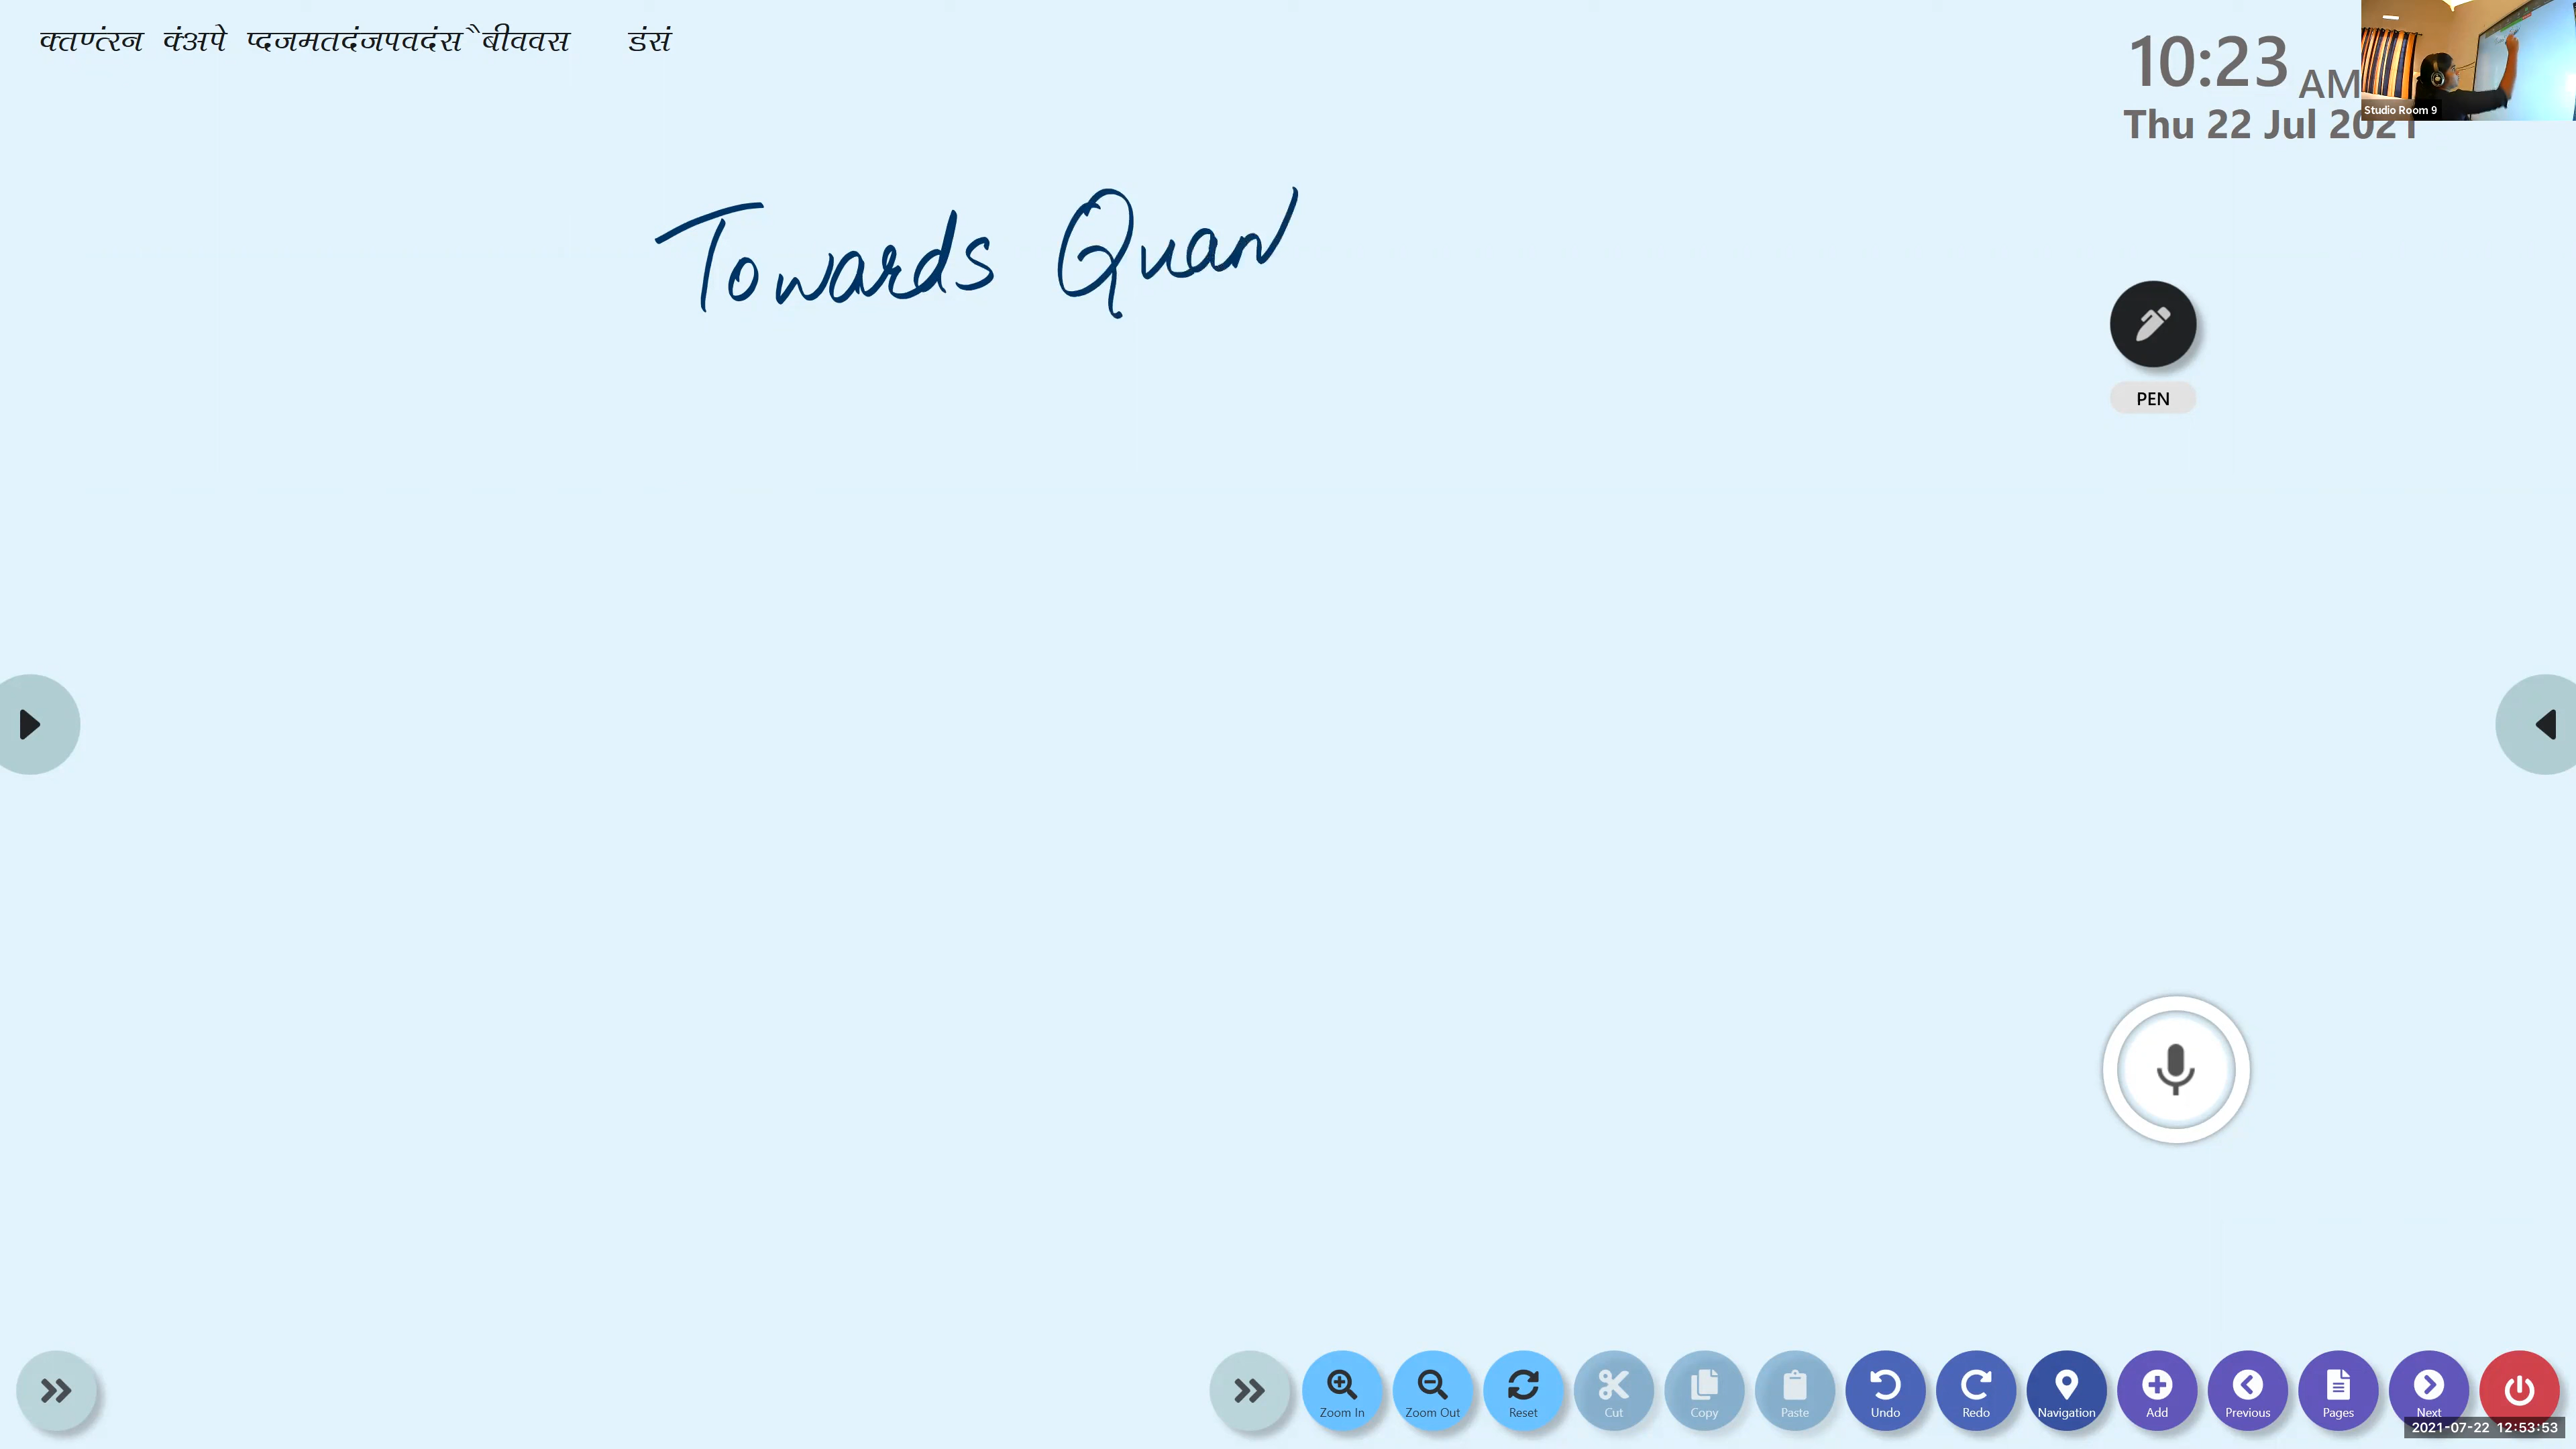 क्तण्त्ंरन क्ंअपे प्दजमतदंजपवदंस ैबीववस डंसं
10:23 AM
Studio Room 9
Thu 22 Jul 2021
Towards Quan
PEN
Zoom In Zoom Out Reset Cut Copy Paste Undo Redo Navigation Add Previous Pages Next
2021-07-22 12:53:53